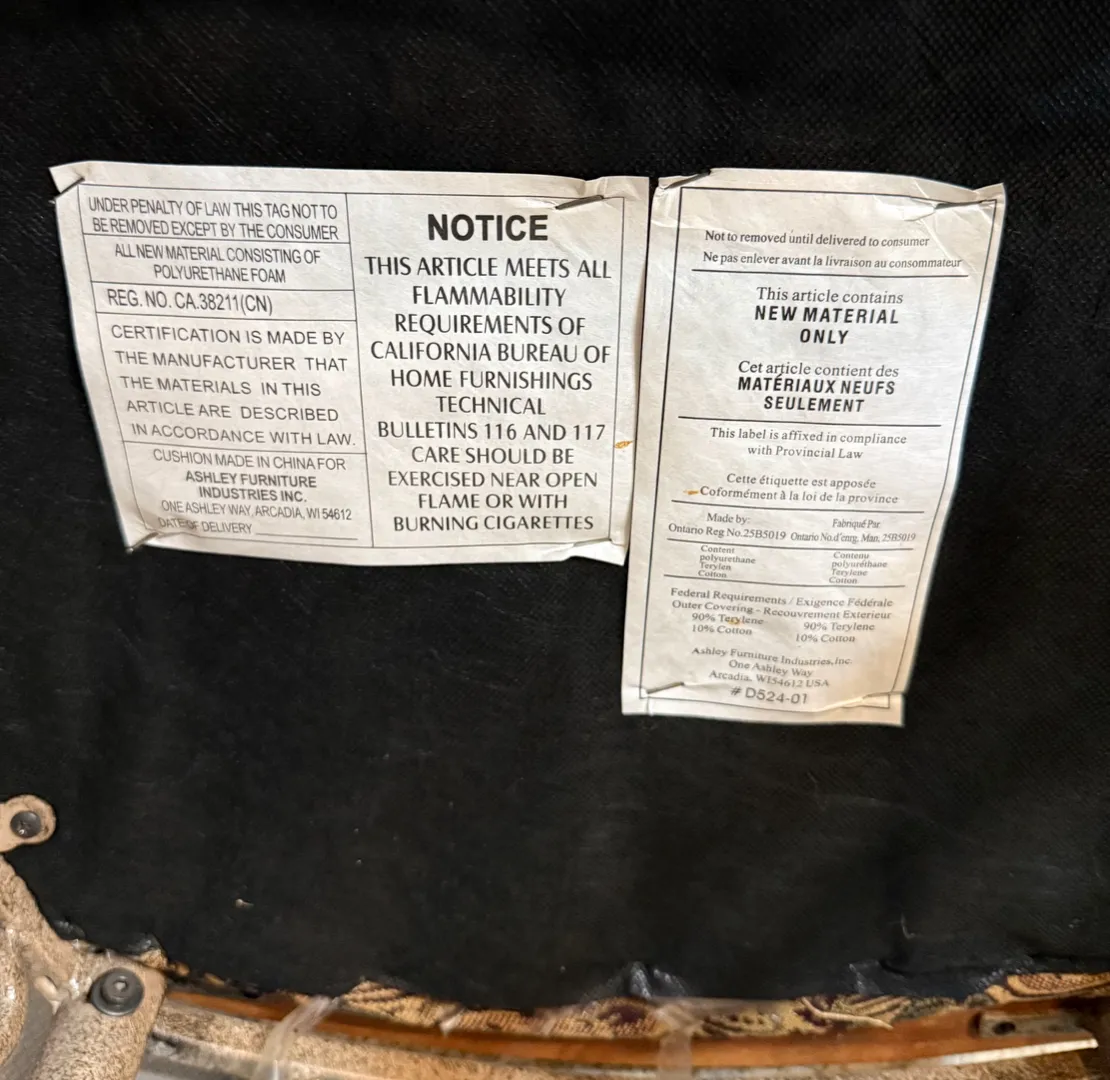 UNDER PENALTY OF LAW THIS TAG NOT TO
BE REMOVED EXCEPT BY THE CONSUMER
ALL NEW MATERIAL CONSISTING OF
POLYURETHANE FOAM
REG. NO. CA.38211(CN)
CERTIFICATION IS MADE BY
THE MANUFACTURER THAT
THE MATERIALS IN THIS
ARTICLE ARE DESCRIBED
IN ACCORDANCE WITH LAW.
CUSHION MADE IN CHINA FOR
ASHLEY FURNITURE
INDUSTRIES INC.
ONE ASHLEY WAY, ARCADIA, WI 54612
DATE OF DELIVERY
NOTICE
THIS ARTICLE MEETS ALL
FLAMMABILITY
REQUIREMENTS OF
CALIFORNIA BUREAU OF
HOME FURNISHINGS
TECHNICAL
BULLETINS 116 AND 117
CARE SHOULD BE
EXERCISED NEAR OPEN
FLAME OR WITH
BURNING CIGARETTES
Not to removed until delivered to consumer
Ne pas enlever avant la livraison au consommateur
This article contains
NEW MATERIAL
ONLY
Cet article contient des
MATÉRIAUX NEUFS
SEULEMENT
This label is affixed in compliance
with Provincial Law
Cette étiquette est apposée
Coformément à la loi de la province
Made by:
Ontario Reg No.25B5019
Fabriqué Par
Ontario No.d'enrg. Man. 25B5019
Content
polyurethane
Terylen
Cotton
Contenu
polyuréthane
Terylene
Cotton
Federal Requirements / Exigence Fédérale
Outer Covering - Recouvrement Exterieur
90% Terylene 90% Terylene
10% Cotton 10% Cotton
Ashley Furniture Industries,Inc.
One Ashley Way
Arcadia, WI54612 USA
# D524-01